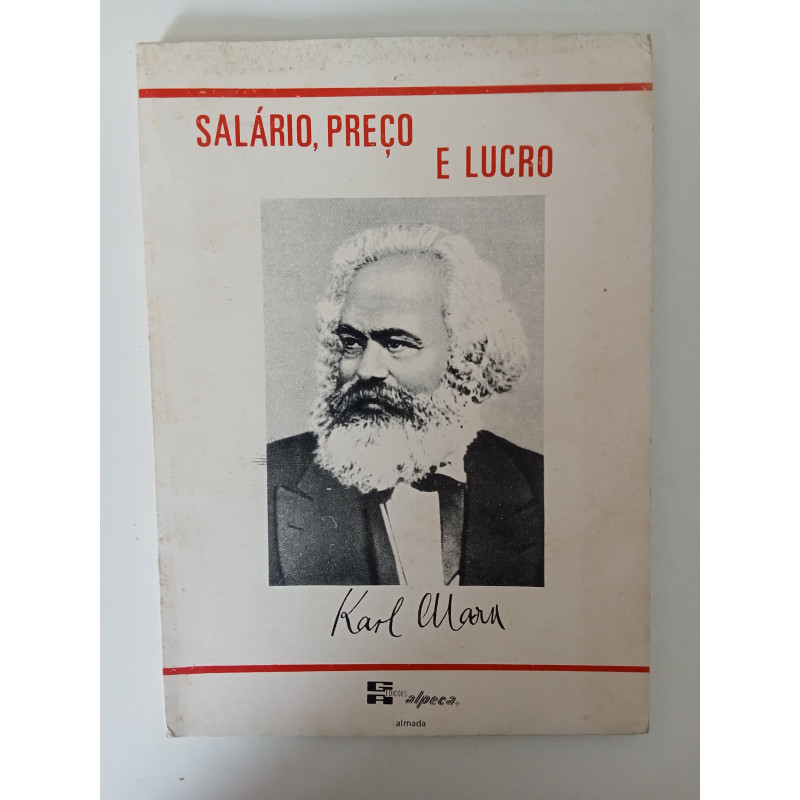 SALÁRIO, PREÇO
E LUCRO
Karl Marx
EDIÇÕES alpeca
almada